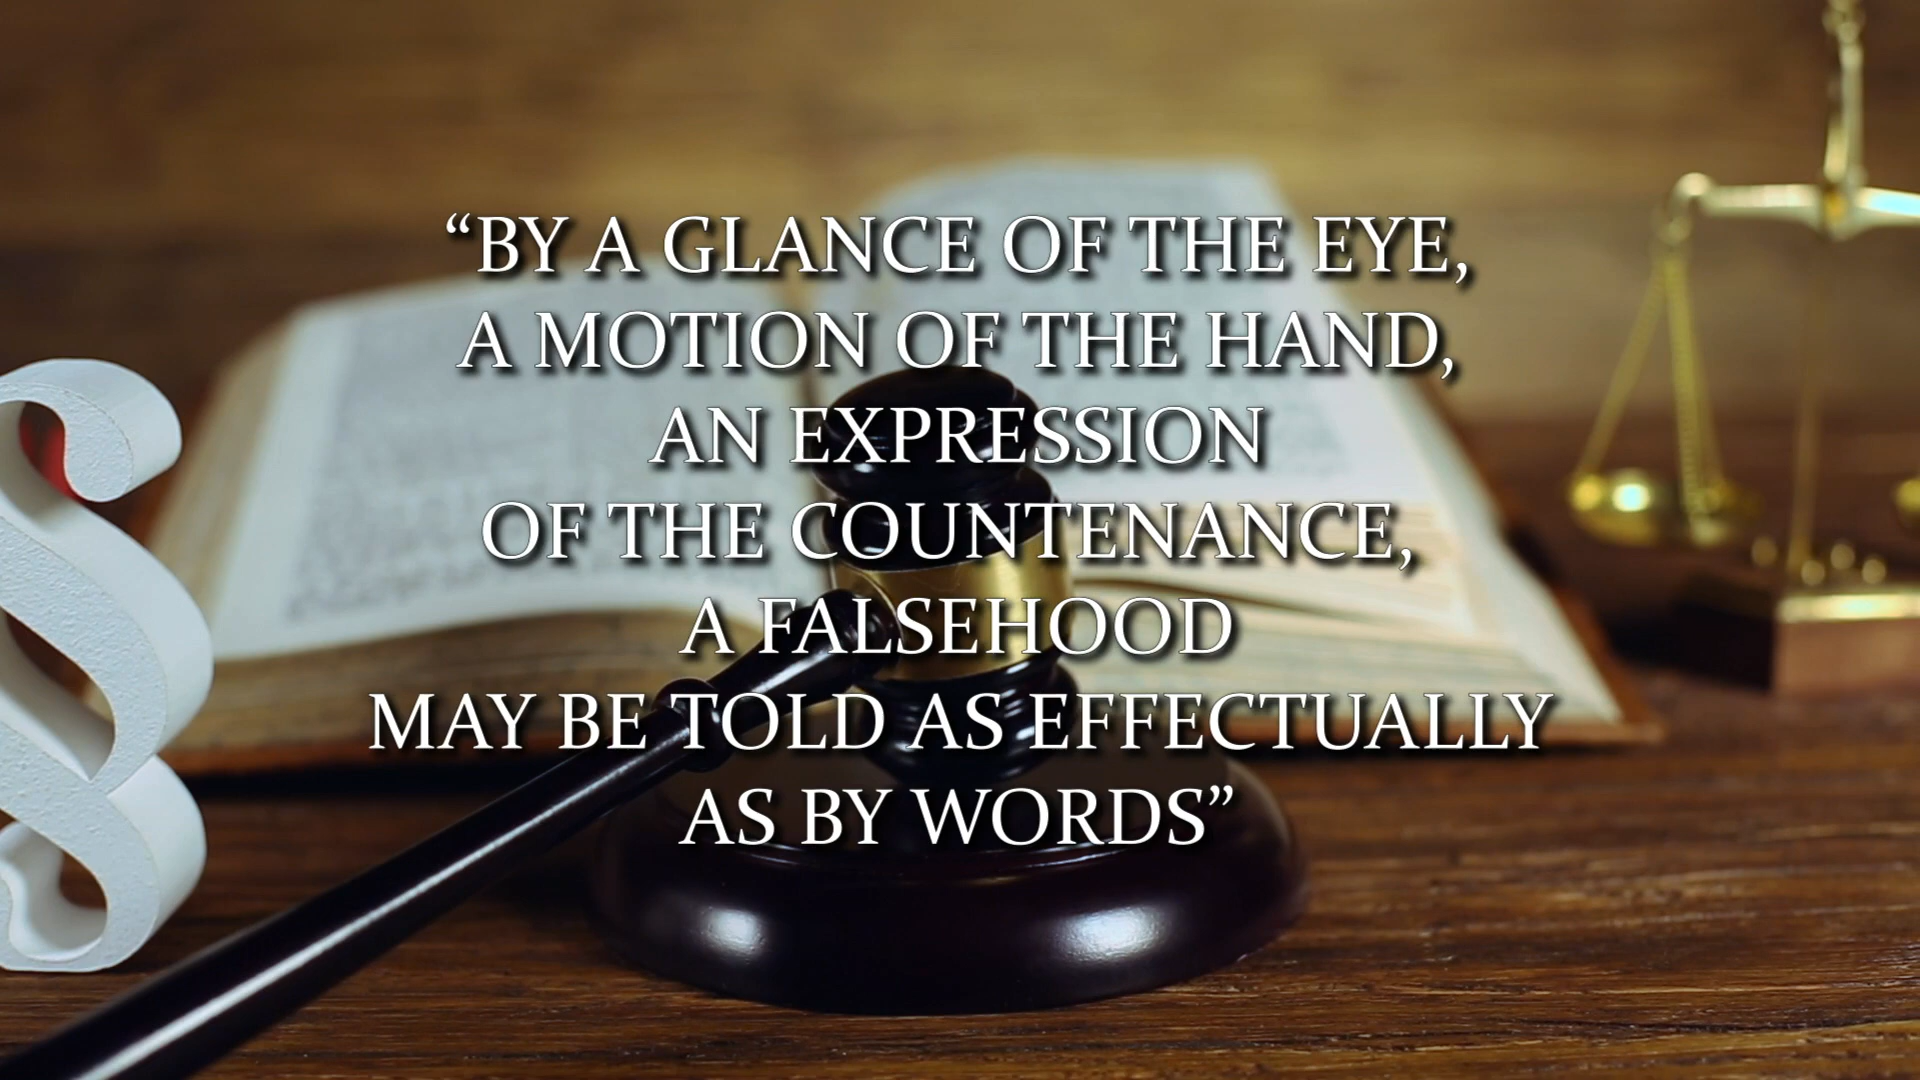 “BY A GLANCE OF THE EYE,
A MOTION OF THE HAND,
AN EXPRESSION
OF THE COUNTENANCE,
A FALSEHOOD
MAY BE TOLD AS EFFECTUALLY
AS BY WORDS”